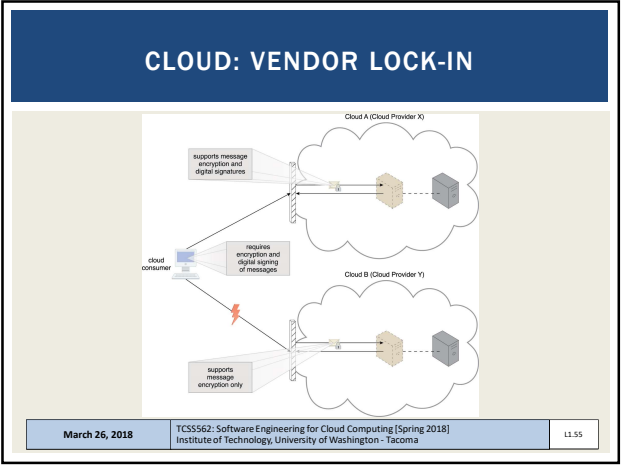 CLOUD: VENDOR LOCK-IN
Cloud A (Cloud Provider X)
supports message
encryption and
digital signatures
cloud
consumer
requires
encryption and
digital signing
of messages
Cloud B (Cloud Provider Y)
supports
message
encryption only
March 26, 2018
TCSS562: Software Engineering for Cloud Computing [Spring 2018]
Institute of Technology, University of Washington - Tacoma
L1.55